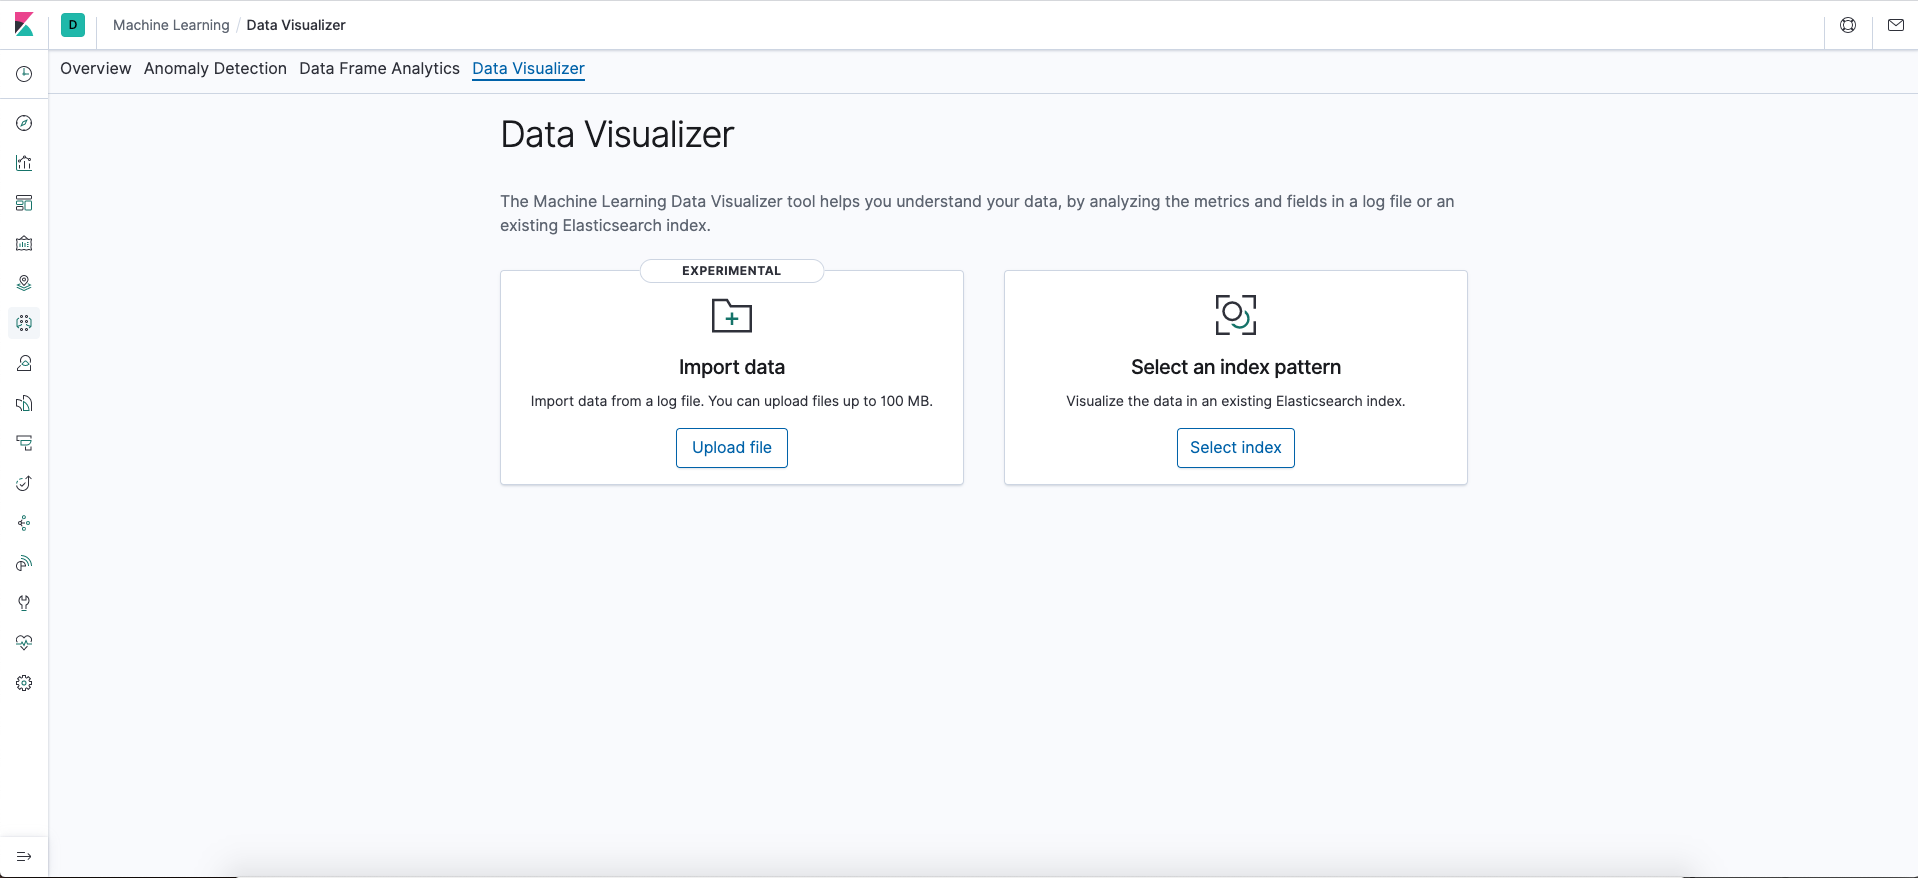 D
Machine Learning / Data Visualizer
Overview Anomaly Detection Data Frame Analytics Data Visualizer
Data Visualizer
The Machine Learning Data Visualizer tool helps you understand your data, by analyzing the metrics and fields in a log file or an
existing Elasticsearch index.
EXPERIMENTAL
Import data
Import data from a log file. You can upload files up to 100 MB.
Upload file
Select an index pattern
Visualize the data in an existing Elasticsearch index.
Select index